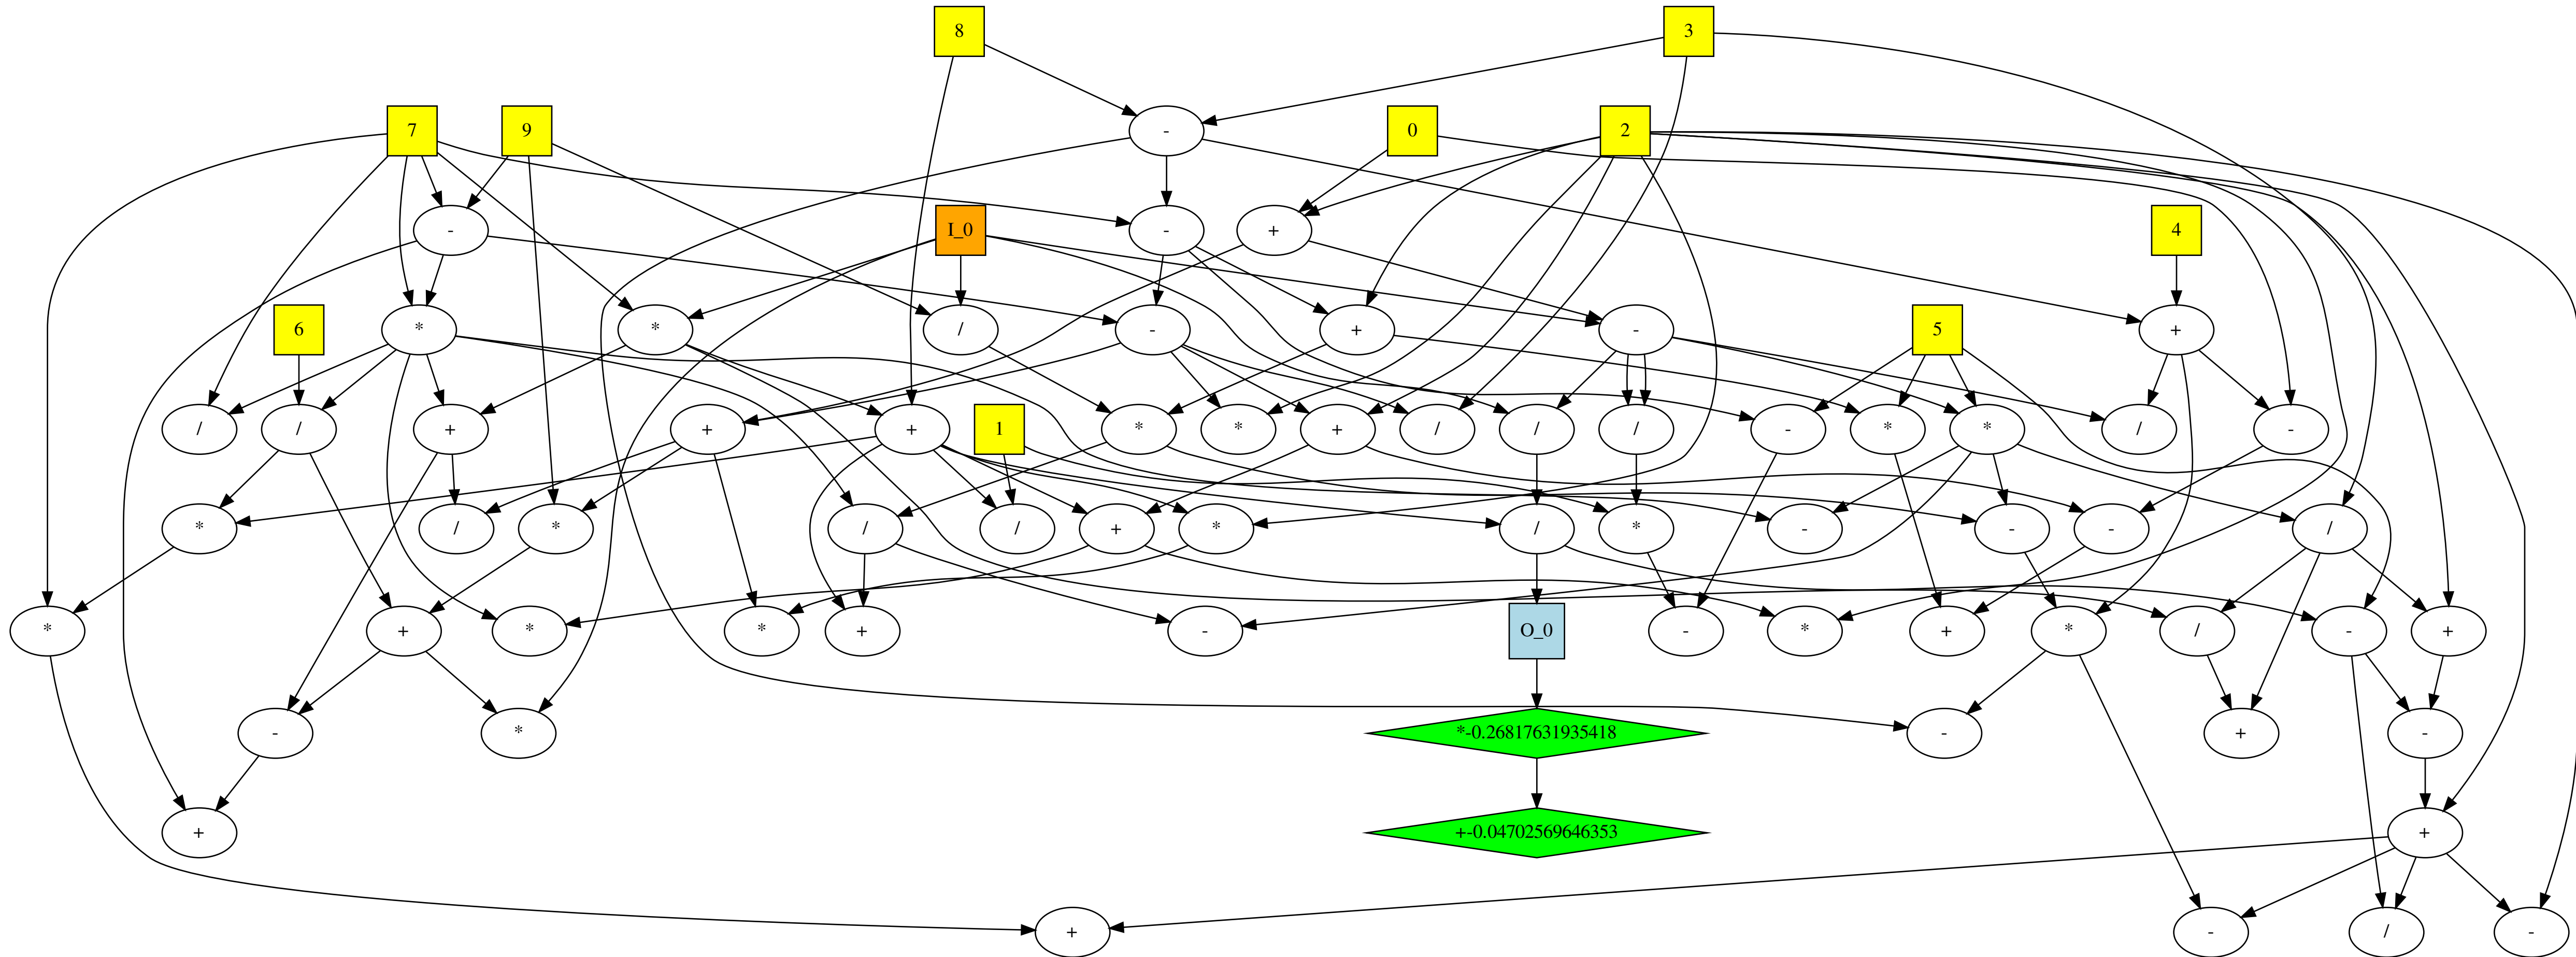 8 3
7 9 - 0 2
- I_0 - + 4
6 * * / - + - 5 +
/ / + + + 1 * * + / / / - * * / -
* / * / / + * / * - - - /
* + * * + - O_0 - * + * / - +
- * *-0.26817631935418 - + -
+ +-0.04702569646353 +
+ - / -